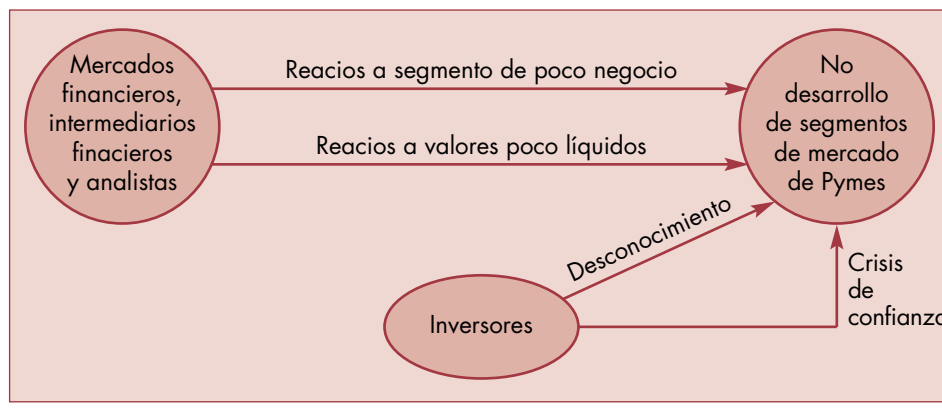 Mercados
financieros,
intermediarios
finacieros
y analistas
Reacios a segmento de poco negocio
Reacios a valores poco líquidos
No
desarrollo
de segmentos
de mercado
de Pymes
Desconocimiento
Inversores
Crisis
de
confianza